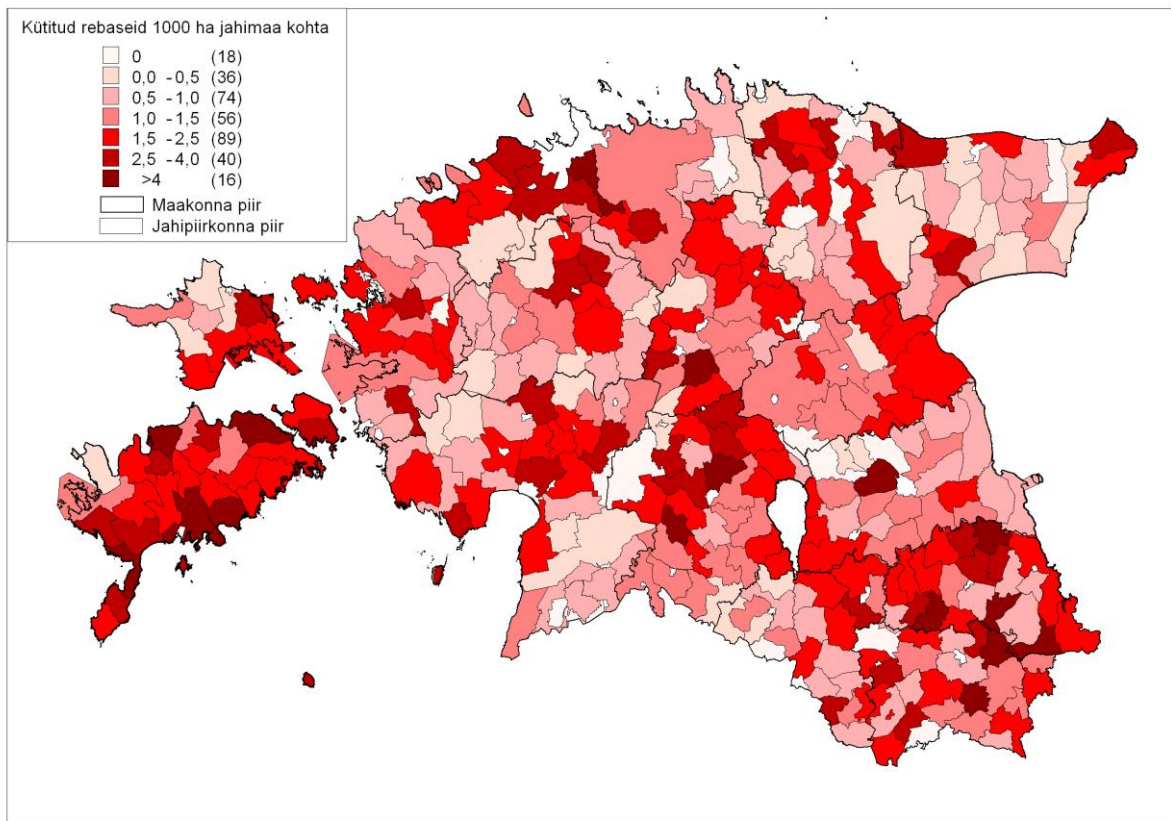 Kütitud rebaseid 1000 ha jahimaa kohta
0 (18)
0,0 - 0,5 (36)
0,5 - 1,0 (74)
1,0 - 1,5 (56)
1,5 - 2,5 (89)
2,5 - 4,0 (40)
>4 (16)
Maakonna piir
Jahipiirkonna piir